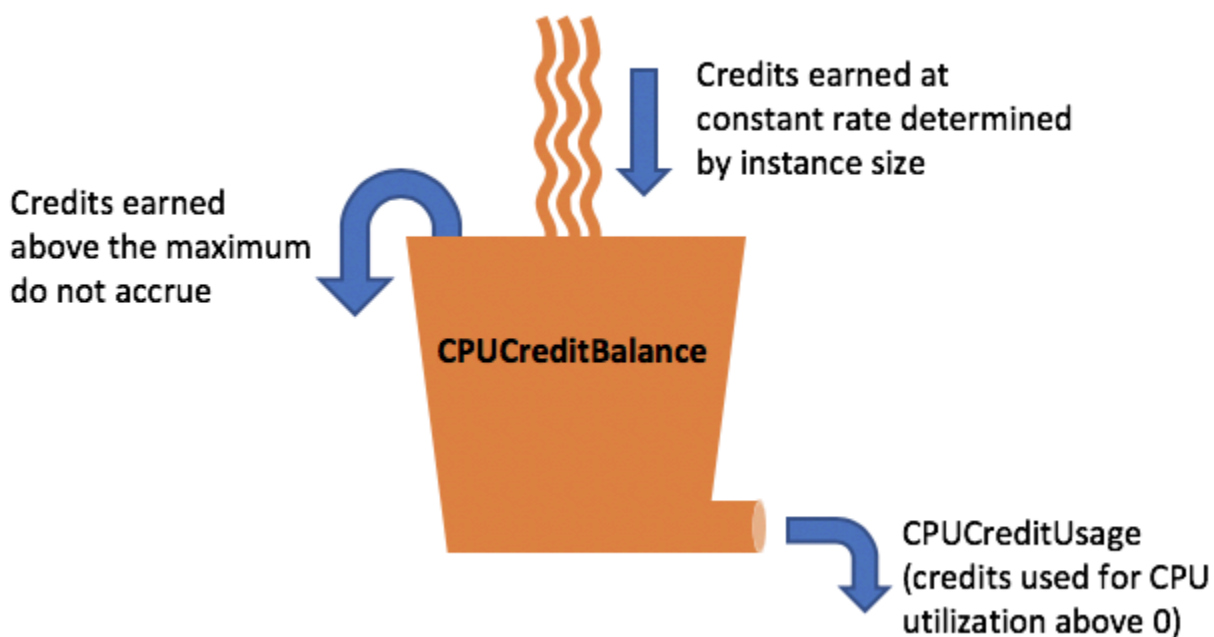 Credits earned at
constant rate determined
by instance size
Credits earned
above the maximum
do not accrue
CPUCreditBalance
CPUCreditUsage
(credits used for CPU
utilization above 0)